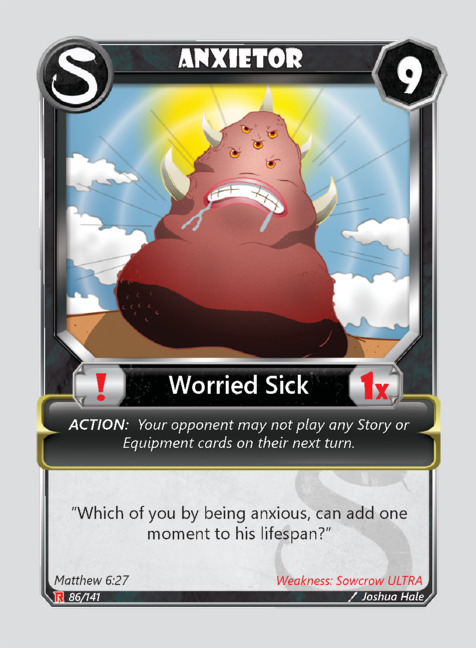 S
ANXIETOR
9
!
Worried Sick
1x
ACTION: Your opponent may not play any Story or
Equipment cards on their next turn.
"Which of you by being anxious, can add one
moment to his lifespan?"
Matthew 6:27
Weakness: Sowcrow ULTRA
R 86/141
Joshua Hale